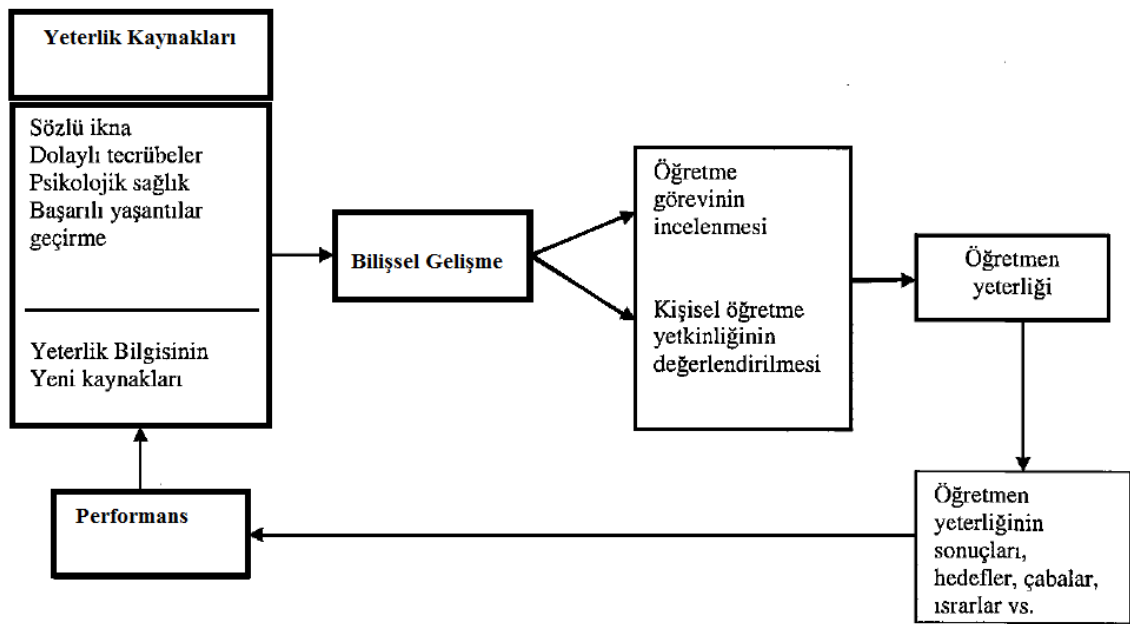 Yeterlik Kaynakları
Sözlü ikna
Dolaylı tecrübeler
Psikolojik sağlık
Başarılı yaşantılar
geçirme
Yeterlik Bilgisinin
Yeni kaynakları
Bilişsel Gelişme
Öğretme
görevinin
incelenmesi
Kişisel öğretme
yetkinliğinin
değerlendirilmesi
Öğretmen
yeterliği
Öğretmen
yeterliğinin
sonuçları,
hedefler, çabalar,
ısrarlar vs.
Performans